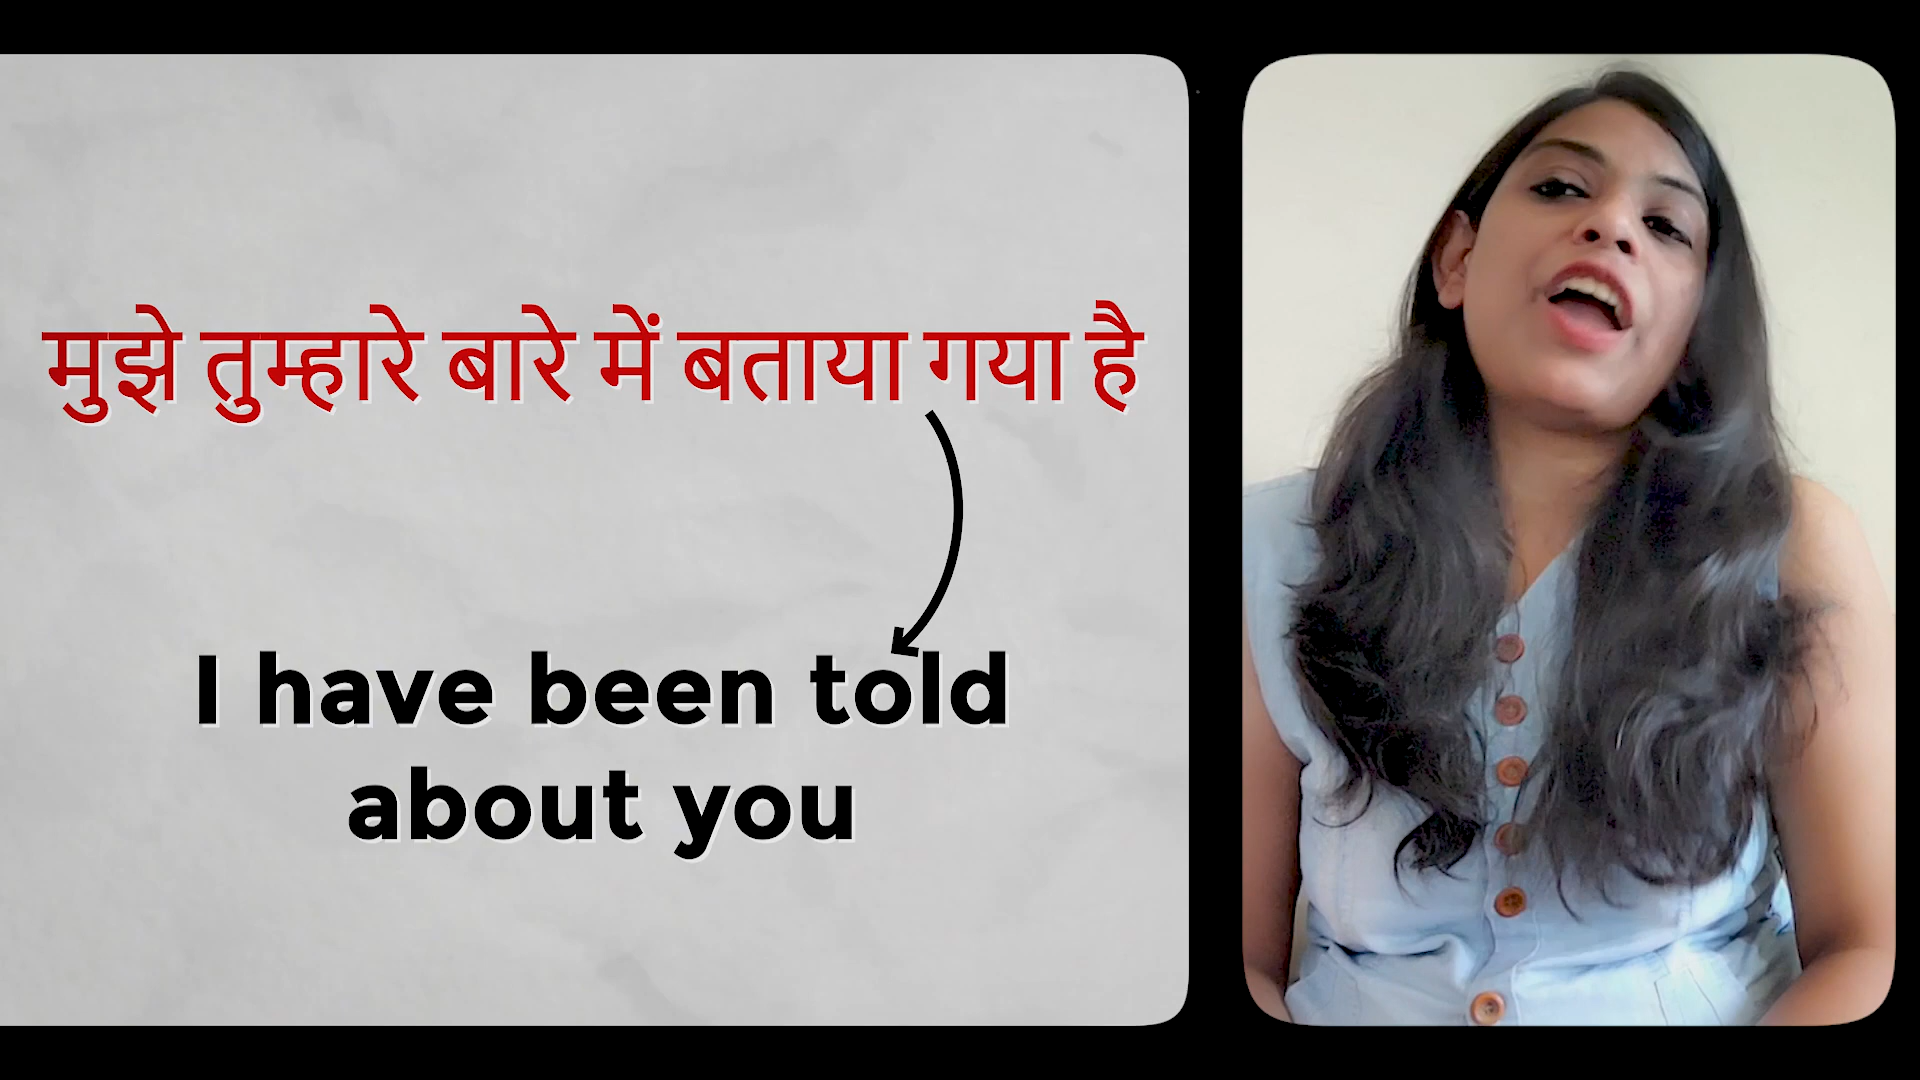 मुझे तुम्हारे बारे में बताया गया है
I have been told
about you